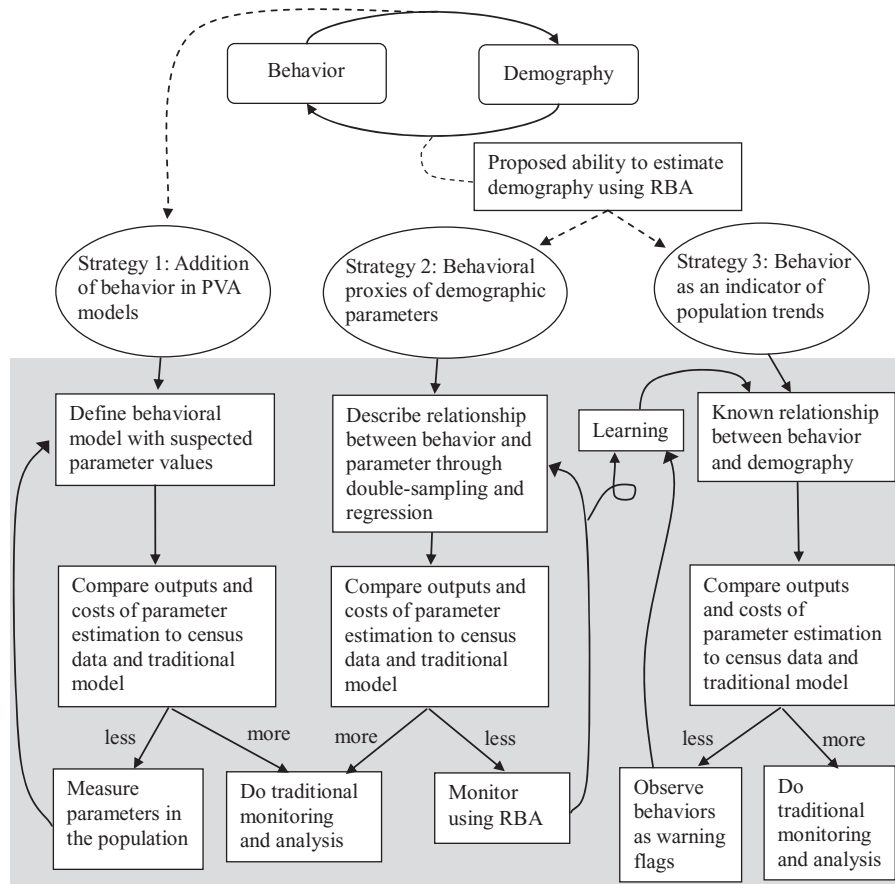 Behavior
Demography
Proposed ability to estimate
demography using RBA
Strategy 1: Addition
of behavior in PVA
models
Strategy 2: Behavioral
proxies of demographic
parameters
Strategy 3: Behavior
as an indicator of
population trends
Define behavioral
model with suspected
parameter values
Describe relationship
between behavior and
parameter through
double-sampling and
regression
Learning
Known relationship
between behavior
and demography
Compare outputs and
costs of parameter
estimation to census
data and traditional
model
Compare outputs and
costs of parameter
estimation to census
data and traditional
model
Compare outputs
and costs of
parameter estimation
to census data and
traditional model
less
more
more
less
less
more
Measure
parameters in
the population
Do traditional
monitoring
and analysis
Monitor
using RBA
Observe
behaviors
as warning
flags
Do
traditional
monitoring
and analysis